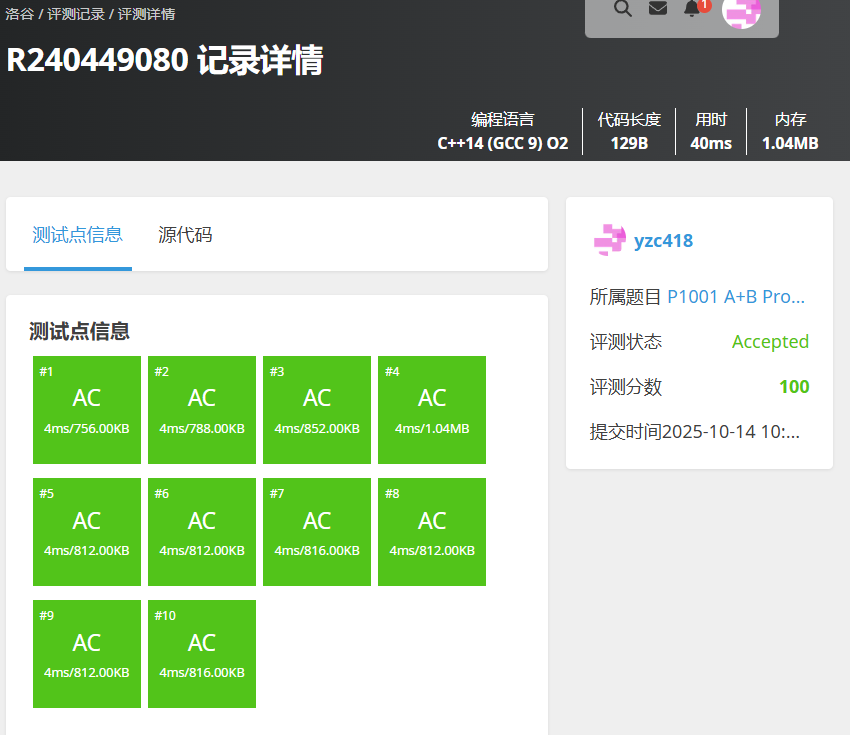 洛谷 / 评测记录 / 评测详情
1
R240449080 记录详情
编程语言 代码长度 用时 内存
C++14 (GCC 9) O2 129B 40ms 1.04MB
测试点信息 源代码
yzc418
所属题目 P1001 A+B Pro...
评测状态 Accepted
评测分数 100
提交时间2025-10-14 10:...
测试点信息
#1 #2 #3 #4
AC AC AC AC
4ms/756.00KB 4ms/788.00KB 4ms/852.00KB 4ms/1.04MB
#5 #6 #7 #8
AC AC AC AC
4ms/812.00KB 4ms/812.00KB 4ms/816.00KB 4ms/812.00KB
#9 #10
AC AC
4ms/812.00KB 4ms/816.00KB